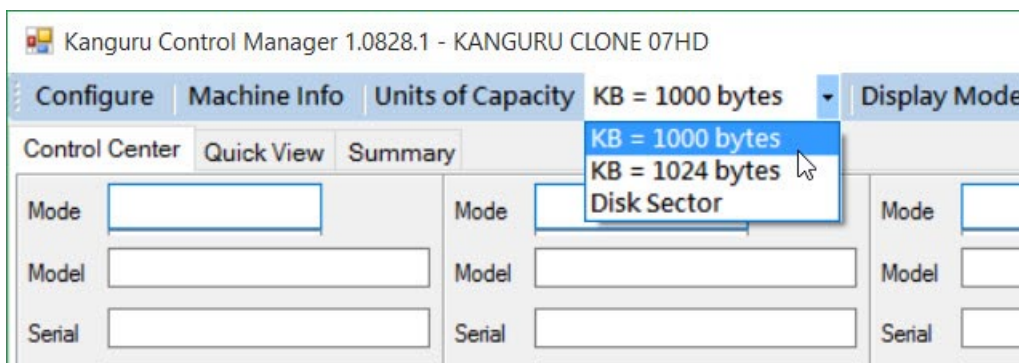 Kanguru Control Manager 1.0828.1 - KANGURU CLONE 07HD
Configure Machine Info Units of Capacity KB = 1000 bytes Display Mode
Control Center Quick View Summary
KB = 1000 bytes
KB = 1024 bytes
Disk Sector
Mode Mode Mode
Model Model Model
Serial Serial Serial